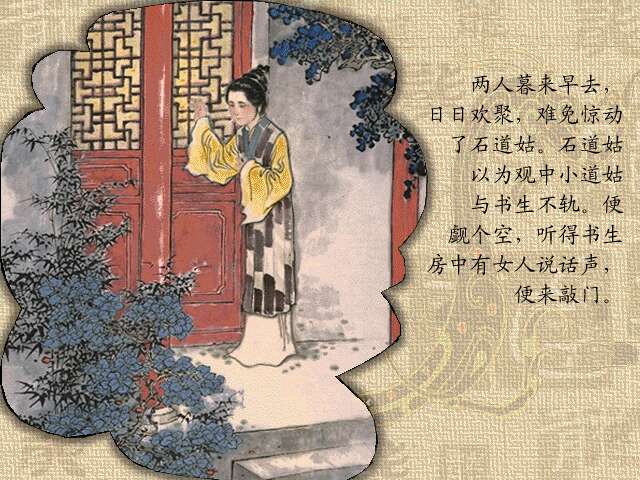 两人暮来早去，
日日欢聚，难免惊动
了石道姑。石道姑
以为观中小道姑
与书生不轨。便
觑个空，听得书生
房中有女人说话声，
便来敲门。